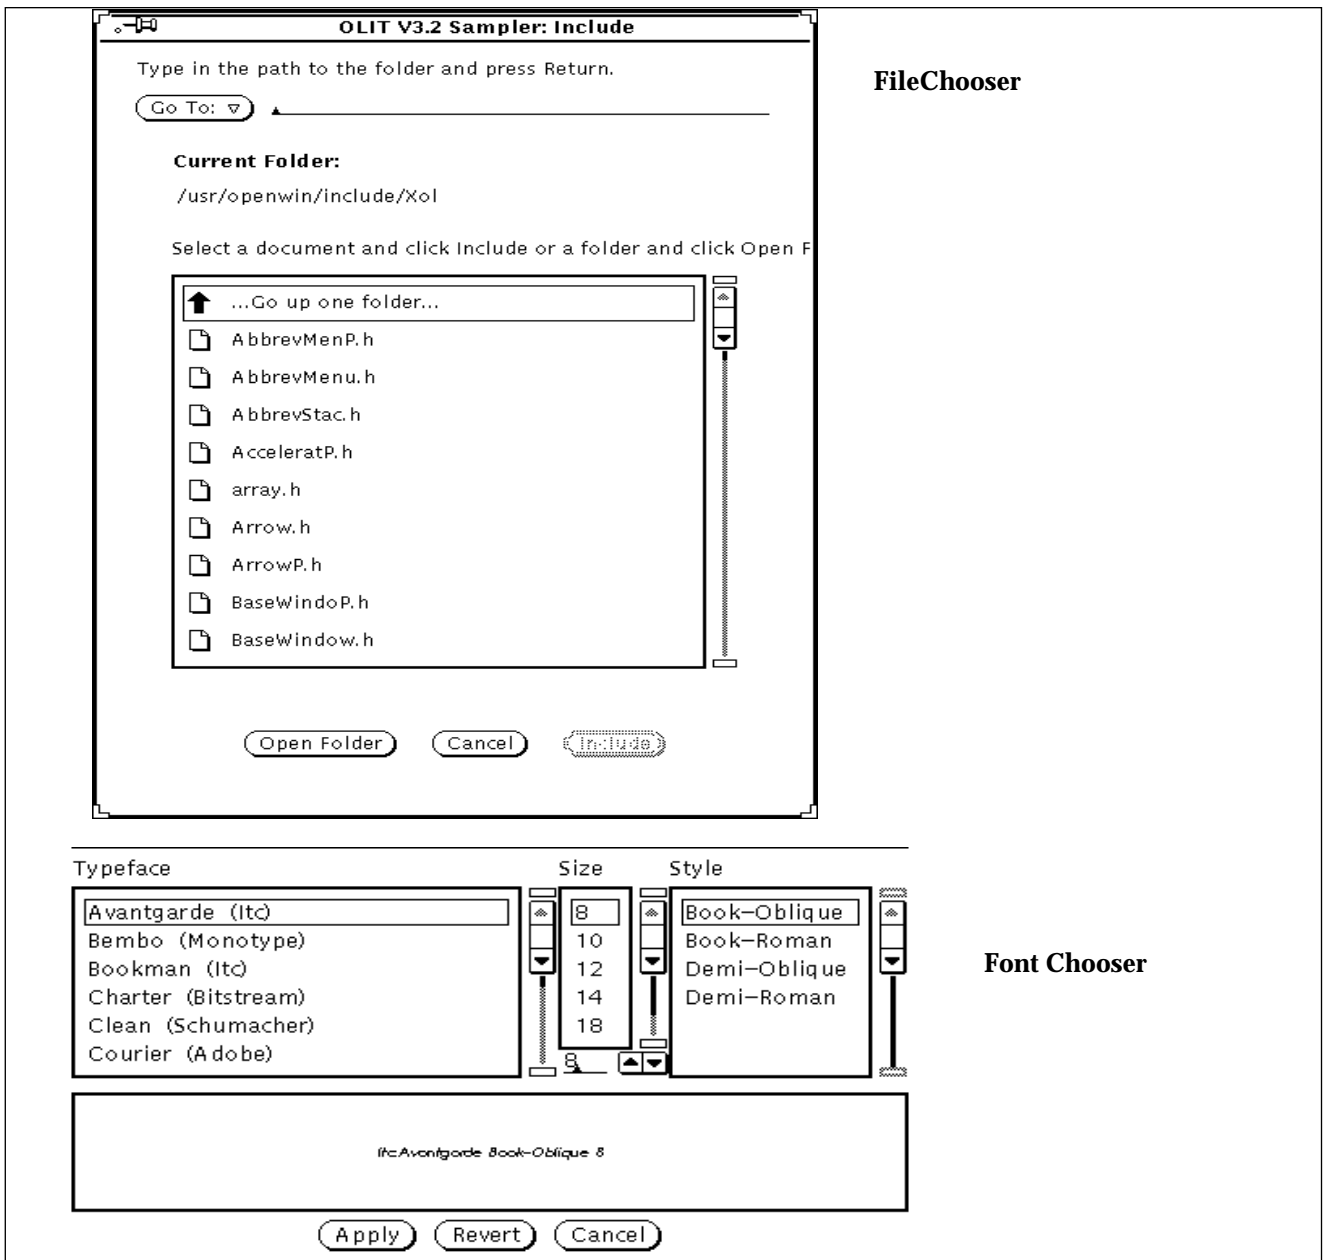 OLIT V3.2 Sampler: Include
Type in the path to the folder and press Return.
FileChooser
Go To:
Current Folder:
/usr/openwin/include/Xol
Select a document and click Include or a folder and click Open F
...Go up one folder...
AbbrevMenP.h
AbbrevMenu.h
AbbrevStac.h
AcceleratP.h
array.h
Arrow.h
ArrowP.h
BaseWindoP.h
BaseWindow.h
Open Folder Cancel Include
Typeface Size Style
Avantgarde (Itc) 8 Book-Oblique
Bembo (Monotype) 10 Book-Roman
Bookman (Itc) 12 Demi-Oblique
Font Chooser
Charter (Bitstream) 14 Demi-Roman
Clean (Schumacher) 18
Courier (Adobe) 8
ItcAvantgarde Book-Oblique 8
Apply Revert Cancel